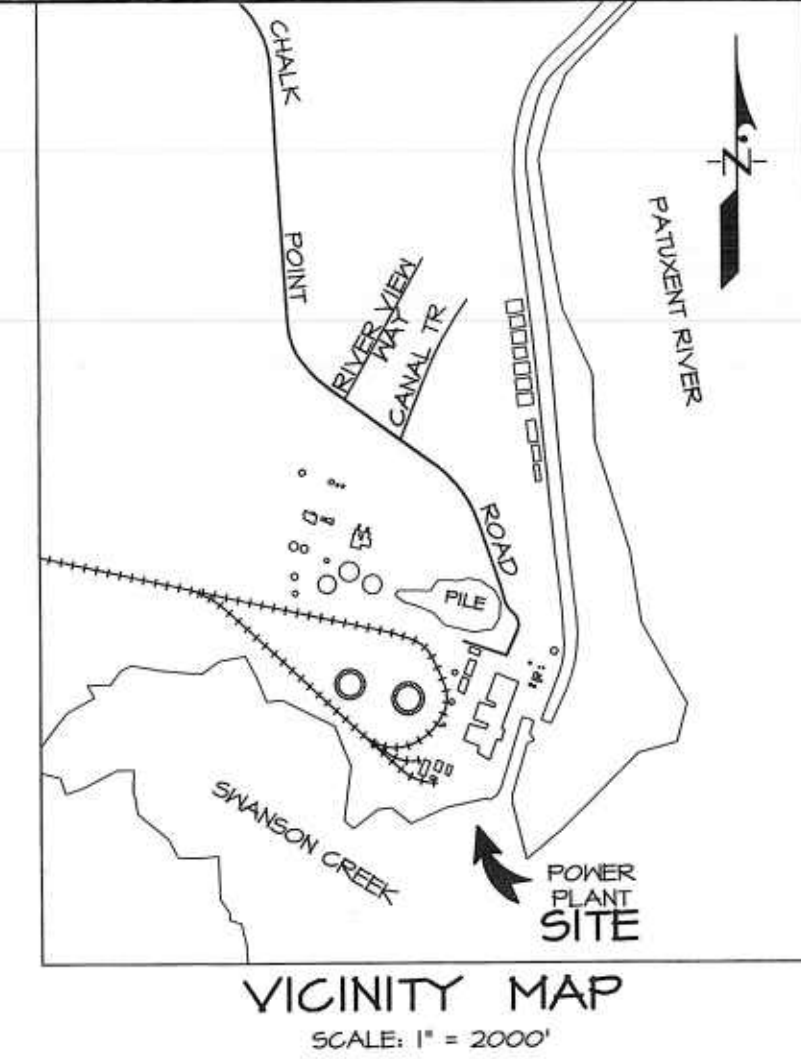 CHALK
POINT
ROAD
RIVER VIEW
WAY
CANAL TR.
PATUXENT RIVER
N
PILE
SWANSON CREEK
POWER
PLANT
SITE
VICINITY MAP
SCALE: 1" = 2000'